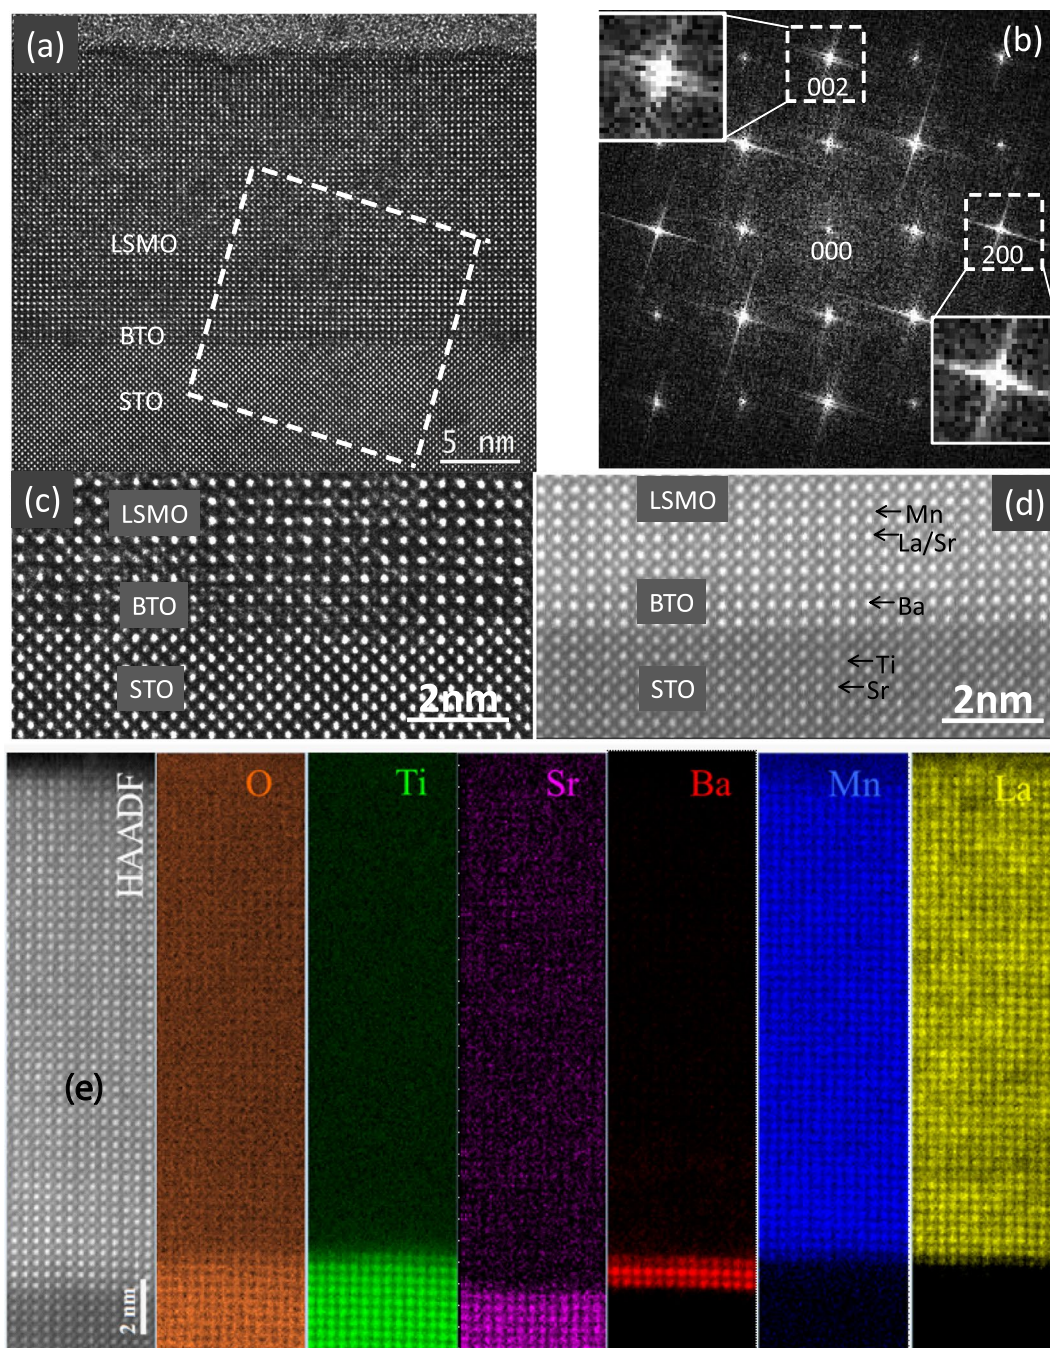 (a)
LSMO
BTO
STO
5 nm
(b)
002
000
200
(c)
LSMO
BTO
STO
2nm
(d)
LSMO
Mn
La/Sr
BTO
Ba
Ti
STO
Sr
2nm
HAADF
O
Ti
Sr
Ba
Mn
La
(e)
2 nm